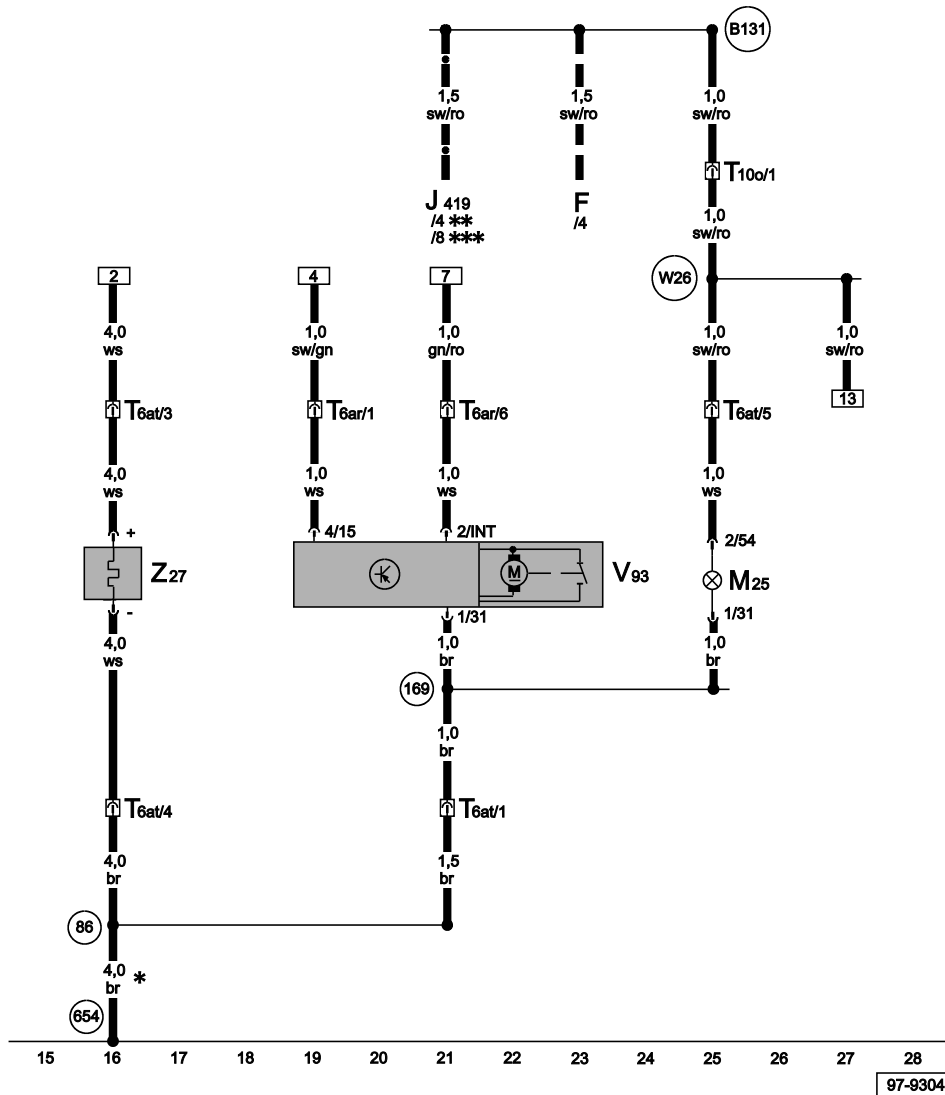 B131
1,5
sw/ro
1,5
sw/ro
1,0
sw/ro
T10o/1
J 419
/4 **
/8 ***
F
/4
1,0
sw/ro
W26
2
4
7
4,0
ws
1,0
sw/gn
1,0
gn/ro
1,0
sw/ro
1,0
sw/ro
13
T6at/3
T6ar/1
T6ar/6
T6at/5
4,0
ws
1,0
ws
1,0
ws
1,0
ws
+
4/15
2/INT
2/54
Z27
M
V93
M25
-
1/31
1/31
4,0
ws
1,0
br
1,0
br
169
1,0
br
T6at/4
T6at/1
4,0
br
1,5
br
86
4,0
br
*
654
15 16 17 18 19 20 21 22 23 24 25 26 27 28
97-9304